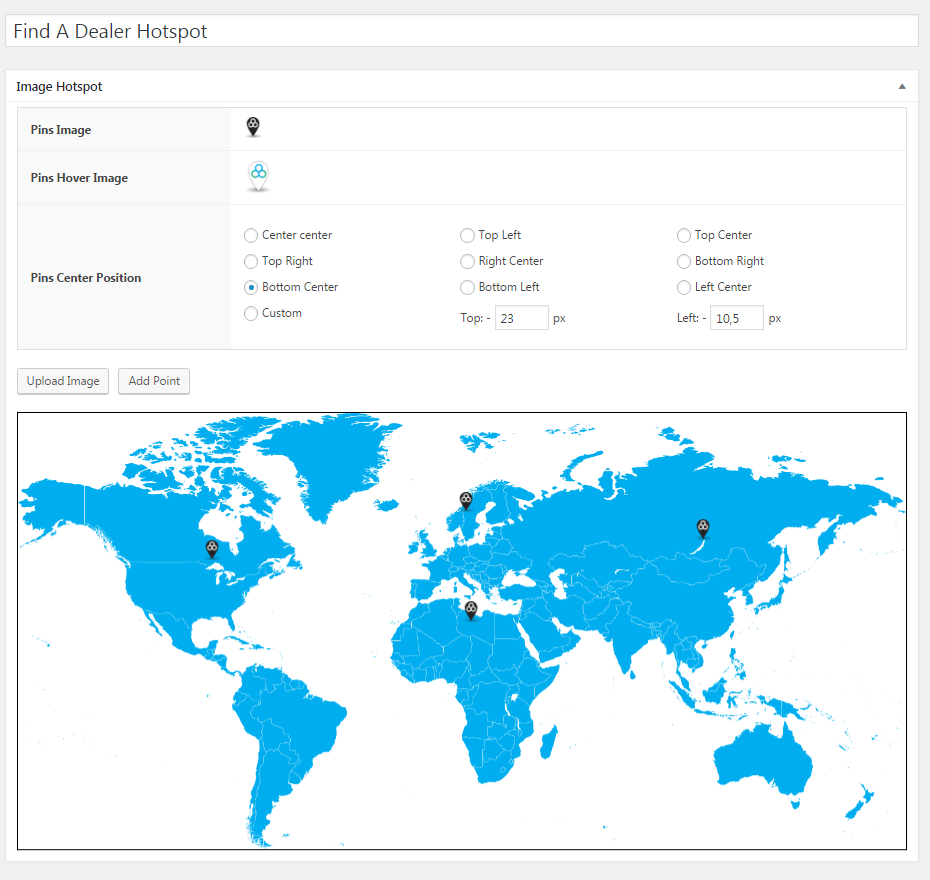 Find A Dealer Hotspot
Image Hotspot
Pins Image
Pins Hover Image
Pins Center Position
Center center
Top Left
Top Center
Top Right
Right Center
Bottom Right
Bottom Center
Bottom Left
Left Center
Custom
Top: - 23 px
Left: - 10,5 px
Upload Image
Add Point